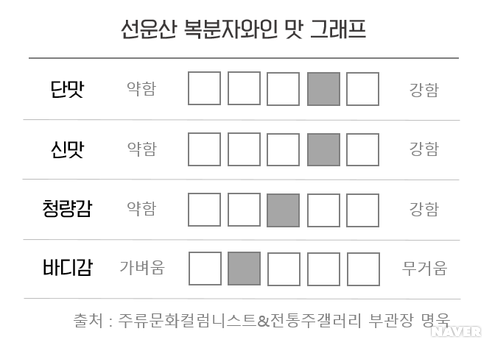 선운산 복분자와인 맛 그래프
단맛 약함 강함
신맛 약함 강함
청량감 약함 강함
바디감 가벼움 무거움
출처 : 주류문화컬럼니스트&전통주갤러리 부관장 명욱
NAVER